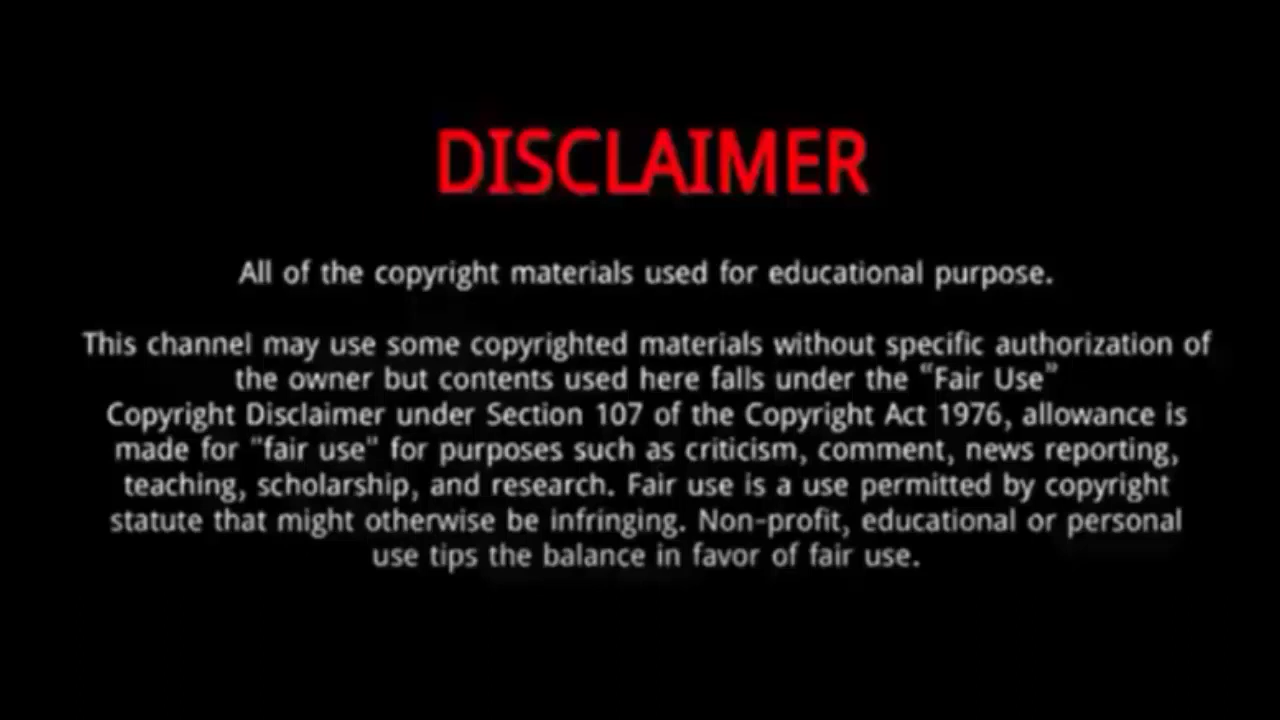 DISCLAIMER
All of the copyright materials used for educational purpose.
This channel may use some copyrighted materials without specific authorization of
the owner but contents used here falls under the “Fair Use”
Copyright Disclaimer under Section 107 of the Copyright Act 1976, allowance is
made for "fair use" for purposes such as criticism, comment, news reporting,
teaching, scholarship, and research. Fair use is a use permitted by copyright
statute that might otherwise be infringing. Non-profit, educational or personal
use tips the balance in favor of fair use.